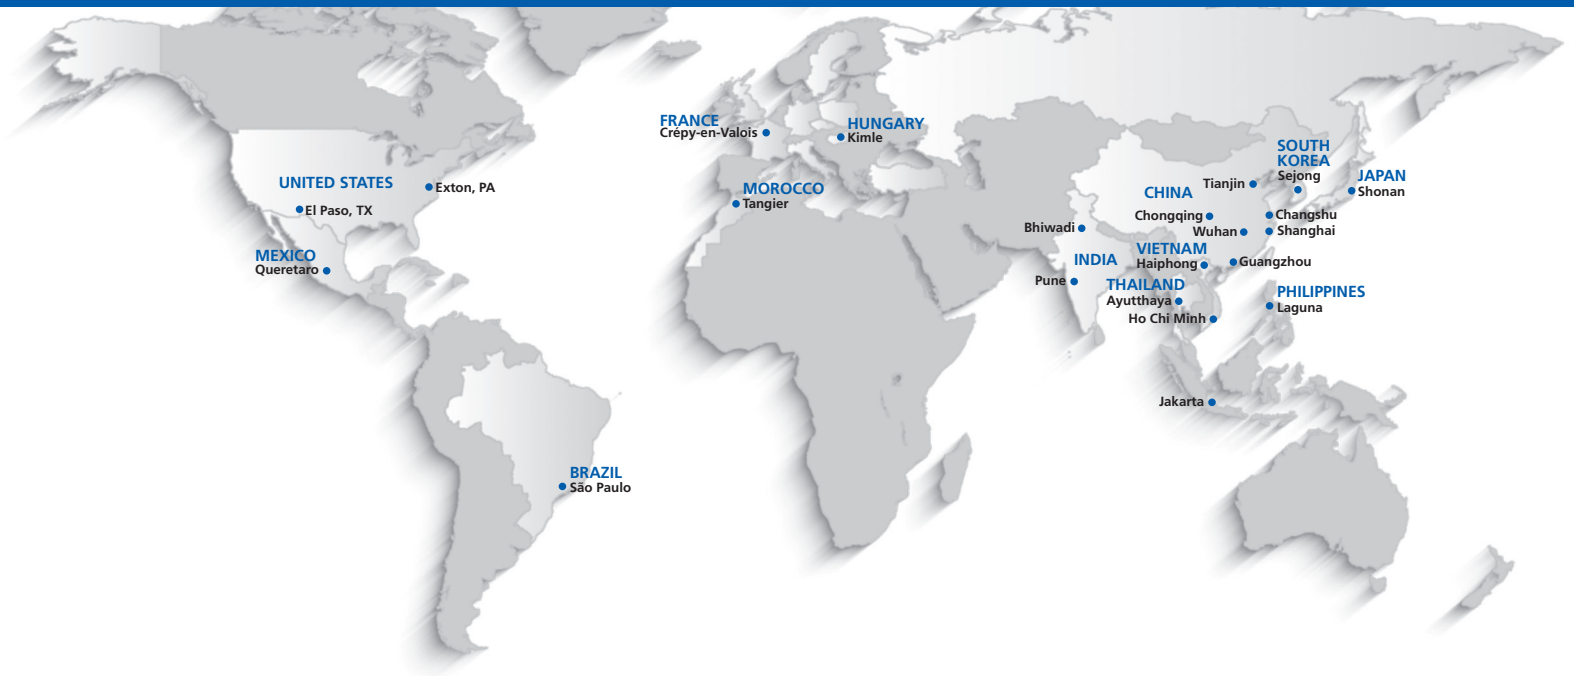 FRANCE
Crépy-en-Valois
HUNGARY
Kimle
SOUTH
KOREA
Sejong
JAPAN
Shonan
UNITED STATES
Exton, PA
El Paso, TX
MOROCCO
Tangier
CHINA
Tianjin
Chongqing
Changshu
Wuhan
Shanghai
Guangzhou
MEXICO
Queretaro
Bhiwadi
INDIA
Pune
VIETNAM
Haiphong
THAILAND
Ayutthaya
Ho Chi Minh
PHILIPPINES
Laguna
Jakarta
BRAZIL
São Paulo